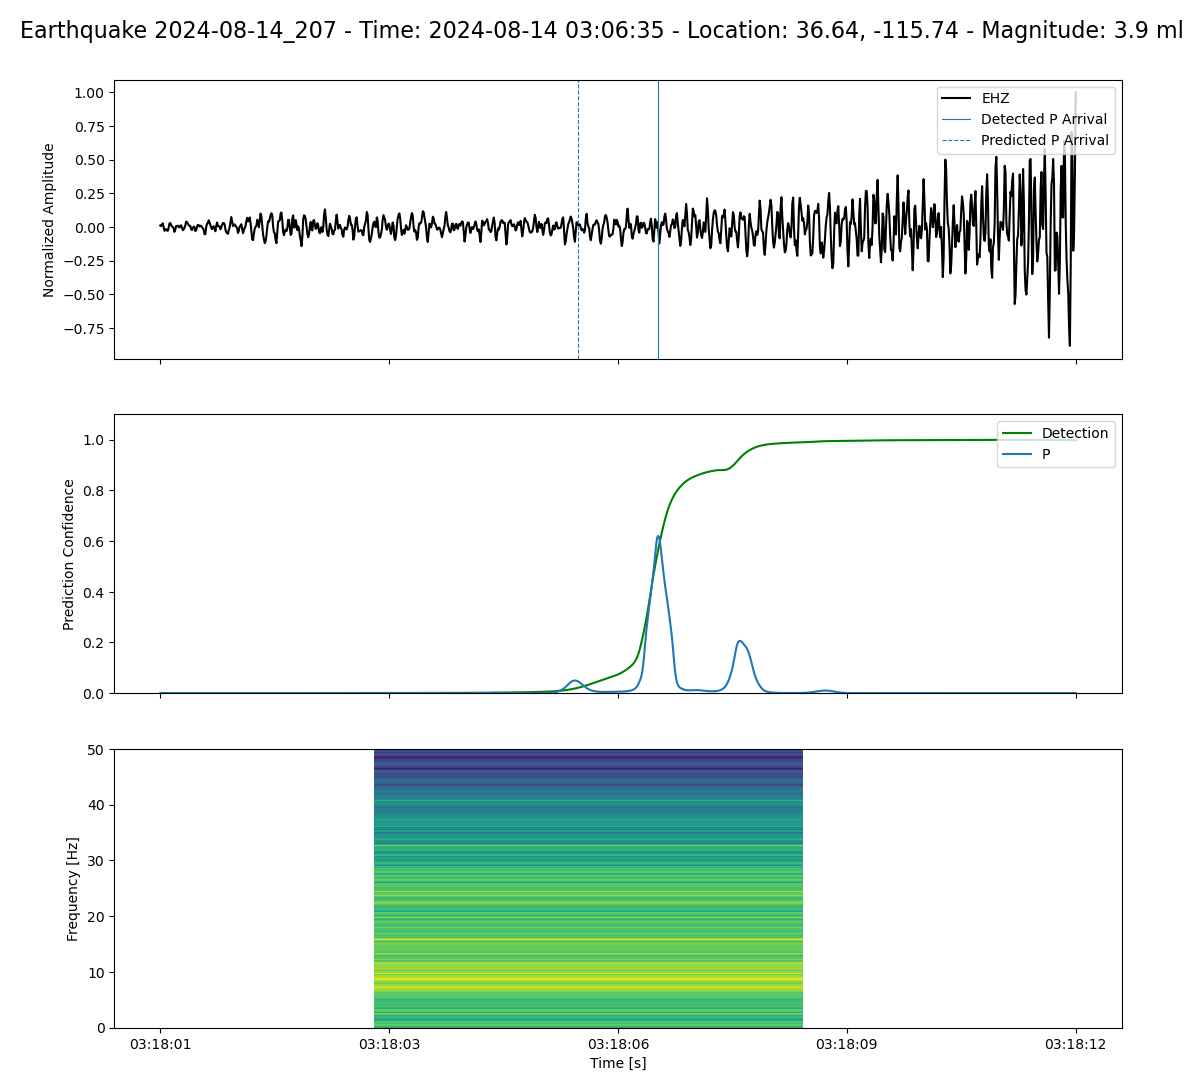 Earthquake 2024-08-14_207 - Time: 2024-08-14 03:06:35 - Location: 36.64, -115.74 - Magnitude: 3.9 ml
EHZ
Detected P Arrival
Predicted P Arrival
1.00
0.75
0.50
0.25
0.00
−0.25
−0.50
−0.75
Normalized Amplitude
Detection
P
1.0
0.8
0.6
0.4
0.2
0.0
Prediction Confidence
50
40
30
20
10
0
Frequency [Hz]
03:18:01
03:18:03
03:18:06
03:18:09
03:18:12
Time [s]